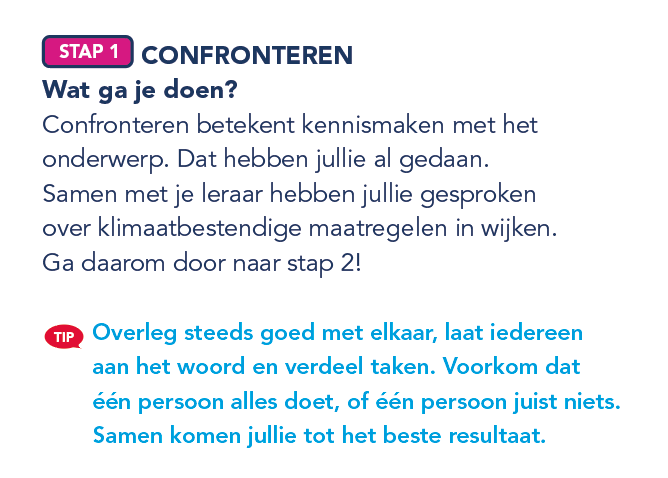 STAP 1 CONFRONTEREN
Wat ga je doen?
Confronteren betekent kennismaken met het
onderwerp. Dat hebben jullie al gedaan.
Samen met je leraar hebben jullie gesproken
over klimaatbestendige maatregelen in wijken.
Ga daarom door naar stap 2!
TIP Overleg steeds goed met elkaar, laat iedereen
aan het woord en verdeel taken. Voorkom dat
één persoon alles doet, of één persoon juist niets.
Samen komen jullie tot het beste resultaat.